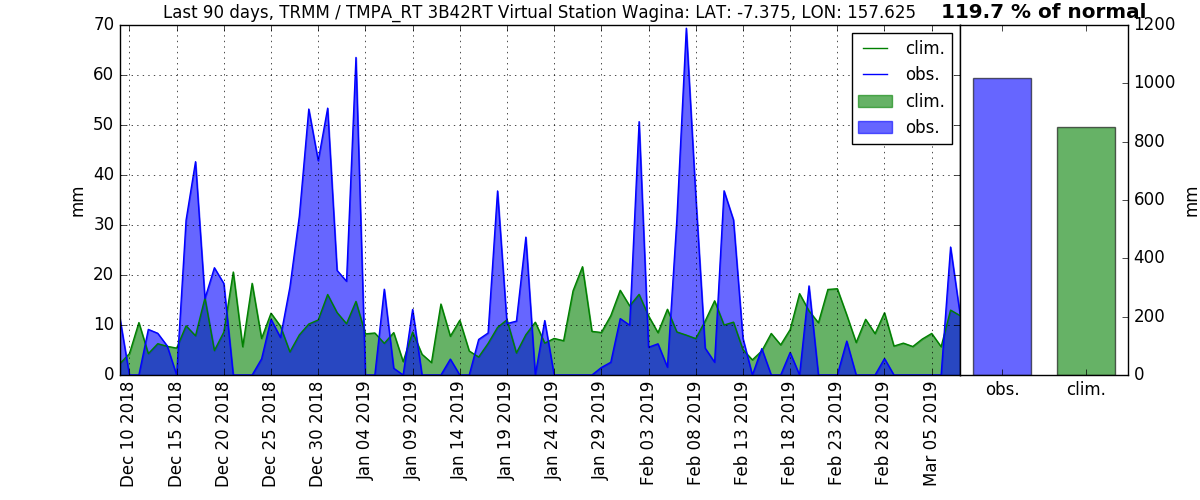 Last 90 days, TRMM / TMPA_RT 3B42RT Virtual Station Wagina: LAT: -7.375, LON: 157.625
119.7 % of normal
70
60
50
40
30
20
10
0
mm
clim.
obs.
clim.
obs.
Dec 10 2018
Dec 15 2018
Dec 20 2018
Dec 25 2018
Dec 30 2018
Jan 04 2019
Jan 09 2019
Jan 14 2019
Jan 19 2019
Jan 24 2019
Jan 29 2019
Feb 03 2019
Feb 08 2019
Feb 13 2019
Feb 18 2019
Feb 23 2019
Feb 28 2019
Mar 05 2019
1200
1000
800
600
400
200
0
mm
obs.
clim.